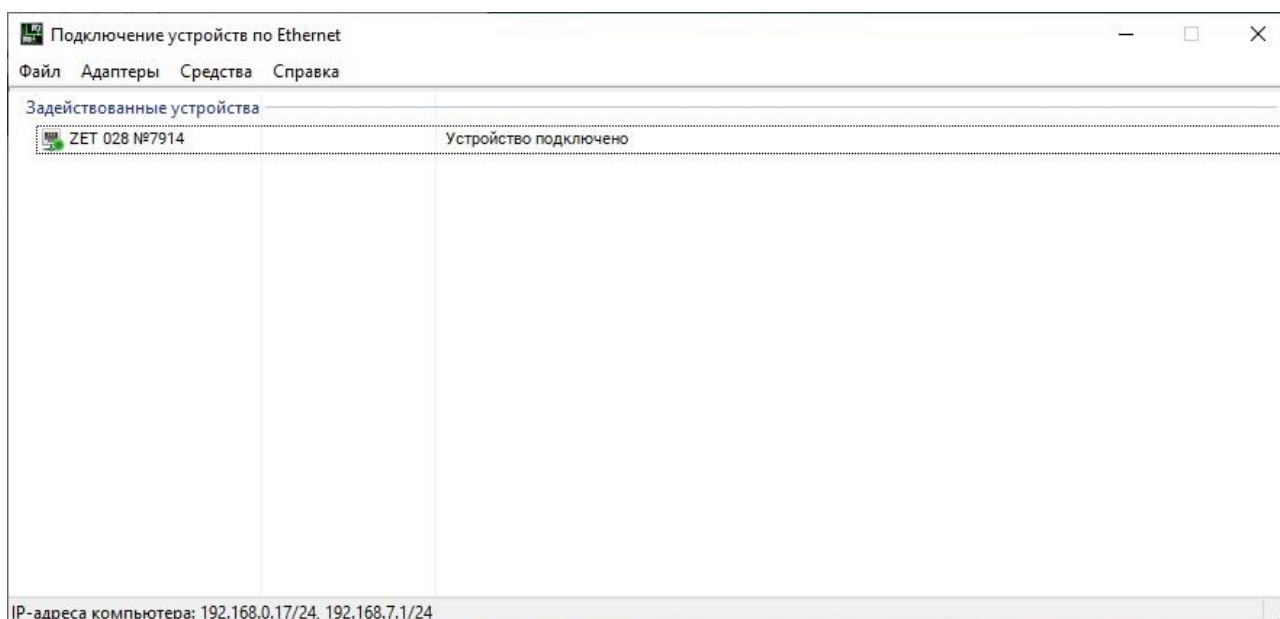 Подключение устройств по Ethernet
Файл Адаптеры Средства Справка
Задействованные устройства
ZET 028 №7914 Устройство подключено
IP-адреса компьютера: 192.168.0.17/24, 192.168.7.1/24